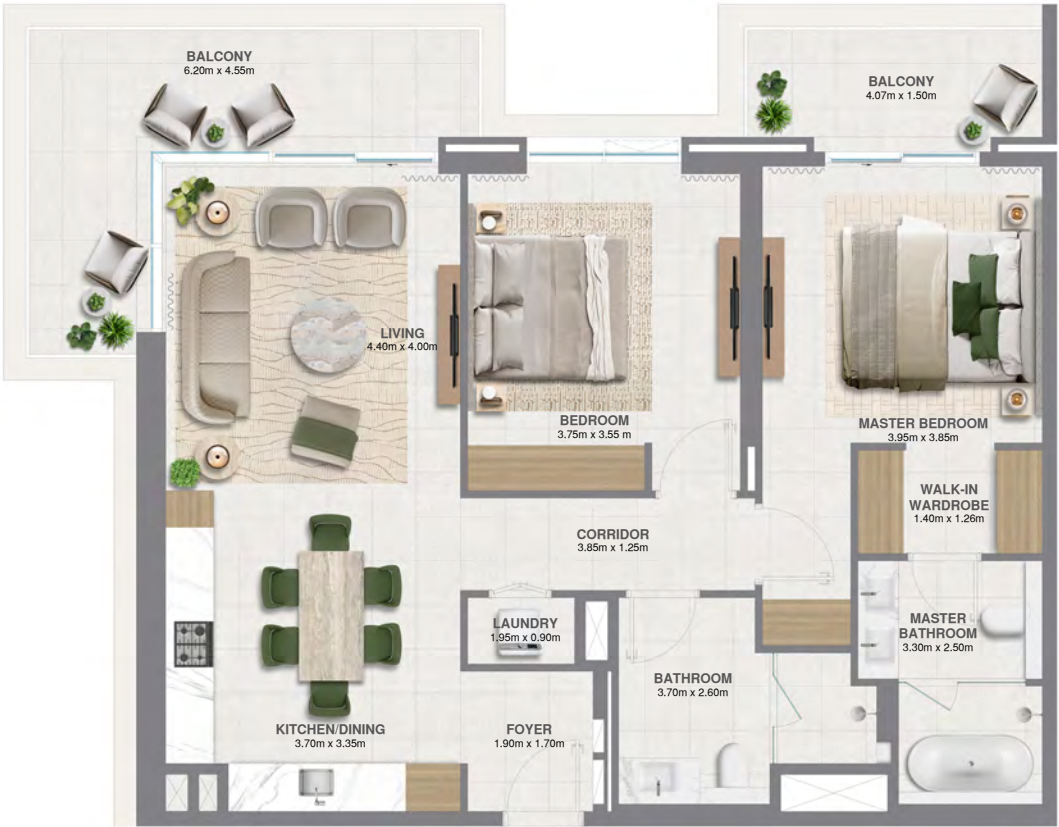 BALCONY
6.20m x 4.55m
BALCONY
4.07m x 1.50m
LIVING
4.40m x 4.00m
BEDROOM
3.75m x 3.55 m
MASTER BEDROOM
3.95m x 3.85m
WALK-IN
WARDROBE
1.40m x 1.26m
CORRIDOR
3.85m x 1.25m
LAUNDRY
1.95m x 0.90m
MASTER
BATHROOM
3.30m x 2.50m
BATHROOM
3.70m x 2.60m
KITCHEN/DINING
3.70m x 3.35m
FOYER
1.90m x 1.70m